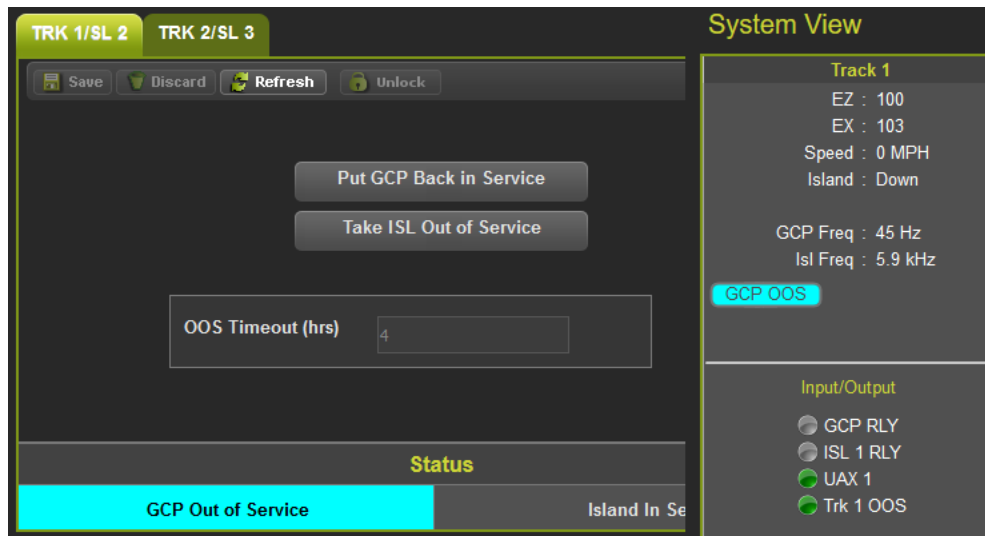 TRK 1/SL 2
TRK 2/SL 3
Save
Discard
Refresh
Unlock
Put GCP Back in Service
Take ISL Out of Service
OOS Timeout (hrs)
4
Status
GCP Out of Service
Island In Se
System View
Track 1
EZ : 100
EX : 103
Speed : 0 MPH
Island : Down
GCP Freq : 45 Hz
Isl Freq : 5.9 kHz
GCP OOS
Input/Output
GCP RLY
ISL 1 RLY
UAX 1
Trk 1 OOS